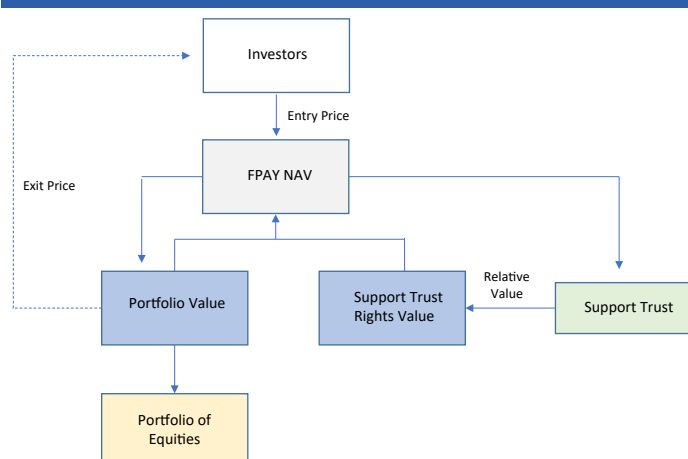 Investors
Entry Price
FPAY NAV
Exit Price
Portfolio Value
Support Trust
Rights Value
Relative
Value
Support Trust
Portfolio of
Equities